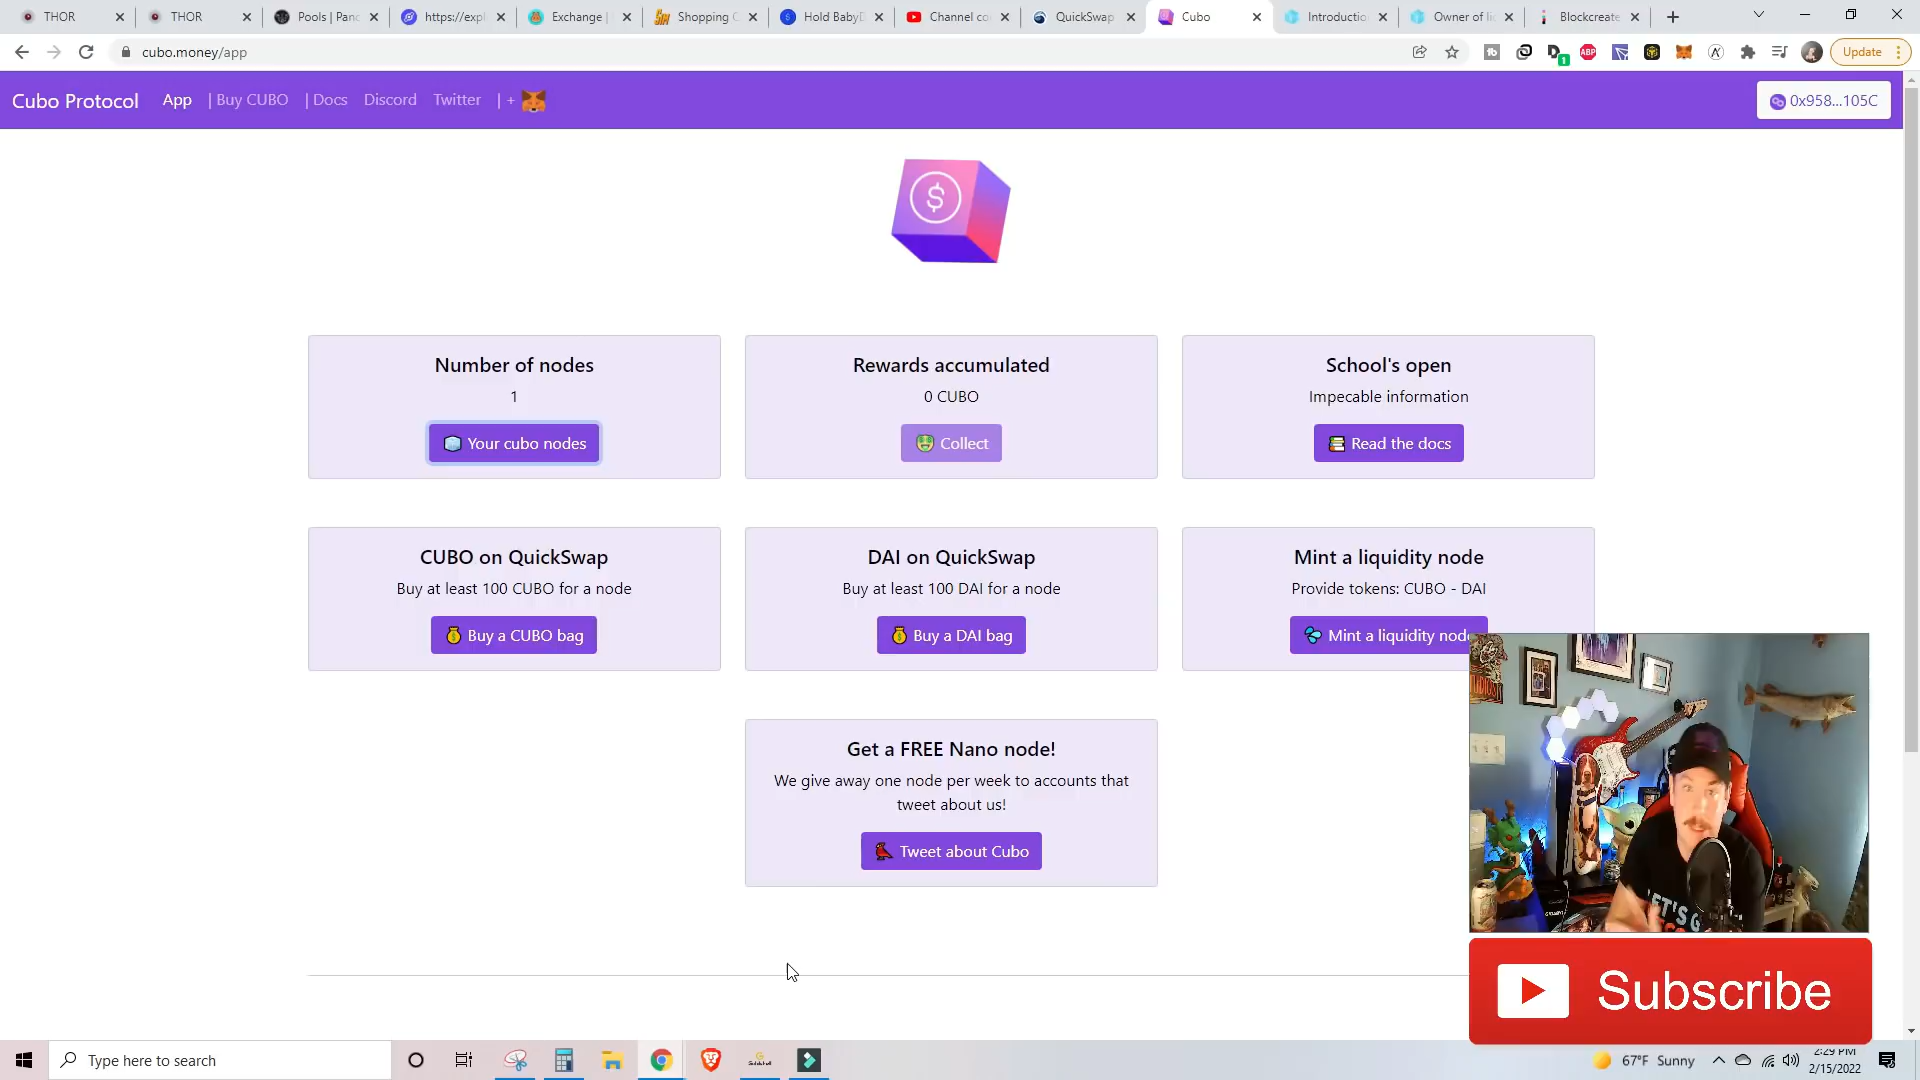 THOR
THOR
Pools | Panc
https://expl
Exchange |
Shopping C
Hold BabyD
Channel co
QuickSwap
Cubo
Introductio
Owner of li
Blockcreate
cubo.money/app
ABP
1
Update
Cubo Protocol
App
| Buy CUBO
| Docs
Discord
Twitter
| +
0x958...105C
$
Number of nodes
1
Your cubo nodes
Rewards accumulated
0 CUBO
Collect
School's open
Impecable information
Read the docs
CUBO on QuickSwap
Buy at least 100 CUBO for a node
Buy a CUBO bag
DAI on QuickSwap
Buy at least 100 DAI for a node
Buy a DAI bag
Mint a liquidity node
Provide tokens: CUBO - DAI
Mint a liquidity node
Get a FREE Nano node!
We give away one node per week to accounts that
tweet about us!
Tweet about Cubo
LET'S G
Subscribe
Type here to search
67°F Sunny
2:29 PM
2/15/2022